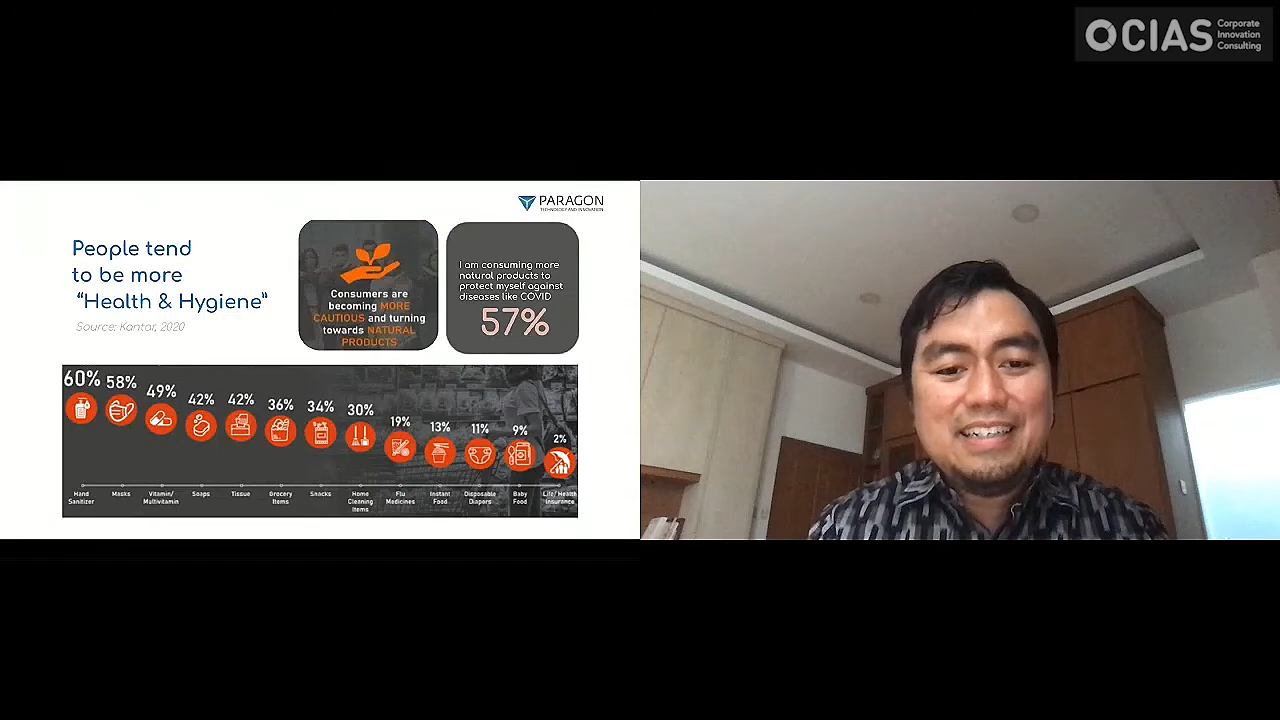 OCIAS Corporate
Innovation
Consulting
PARAGON
TECHNOLOGY AND INNOVATION
People tend
to be more
“Health & Hygiene”
Source: Kantar, 2020
Consumers are
becoming MORE
CAUTIOUS and turning
towards NATURAL
PRODUCTS
I am consuming more
natural products to
protect myself against
diseases like COVID
57%
60% 58% 49% 42% 42% 36% 34% 30% 19% 13% 11% 9% 2%
Hand Sanitizer
Masks
Vitamin/ Multivitamin
Soaps
Tissue
Grocery Items
Snacks
Home Cleaning Items
Flu Medicines
Instant Food
Disposable Diapers
Baby Food
Life/Health Insurance